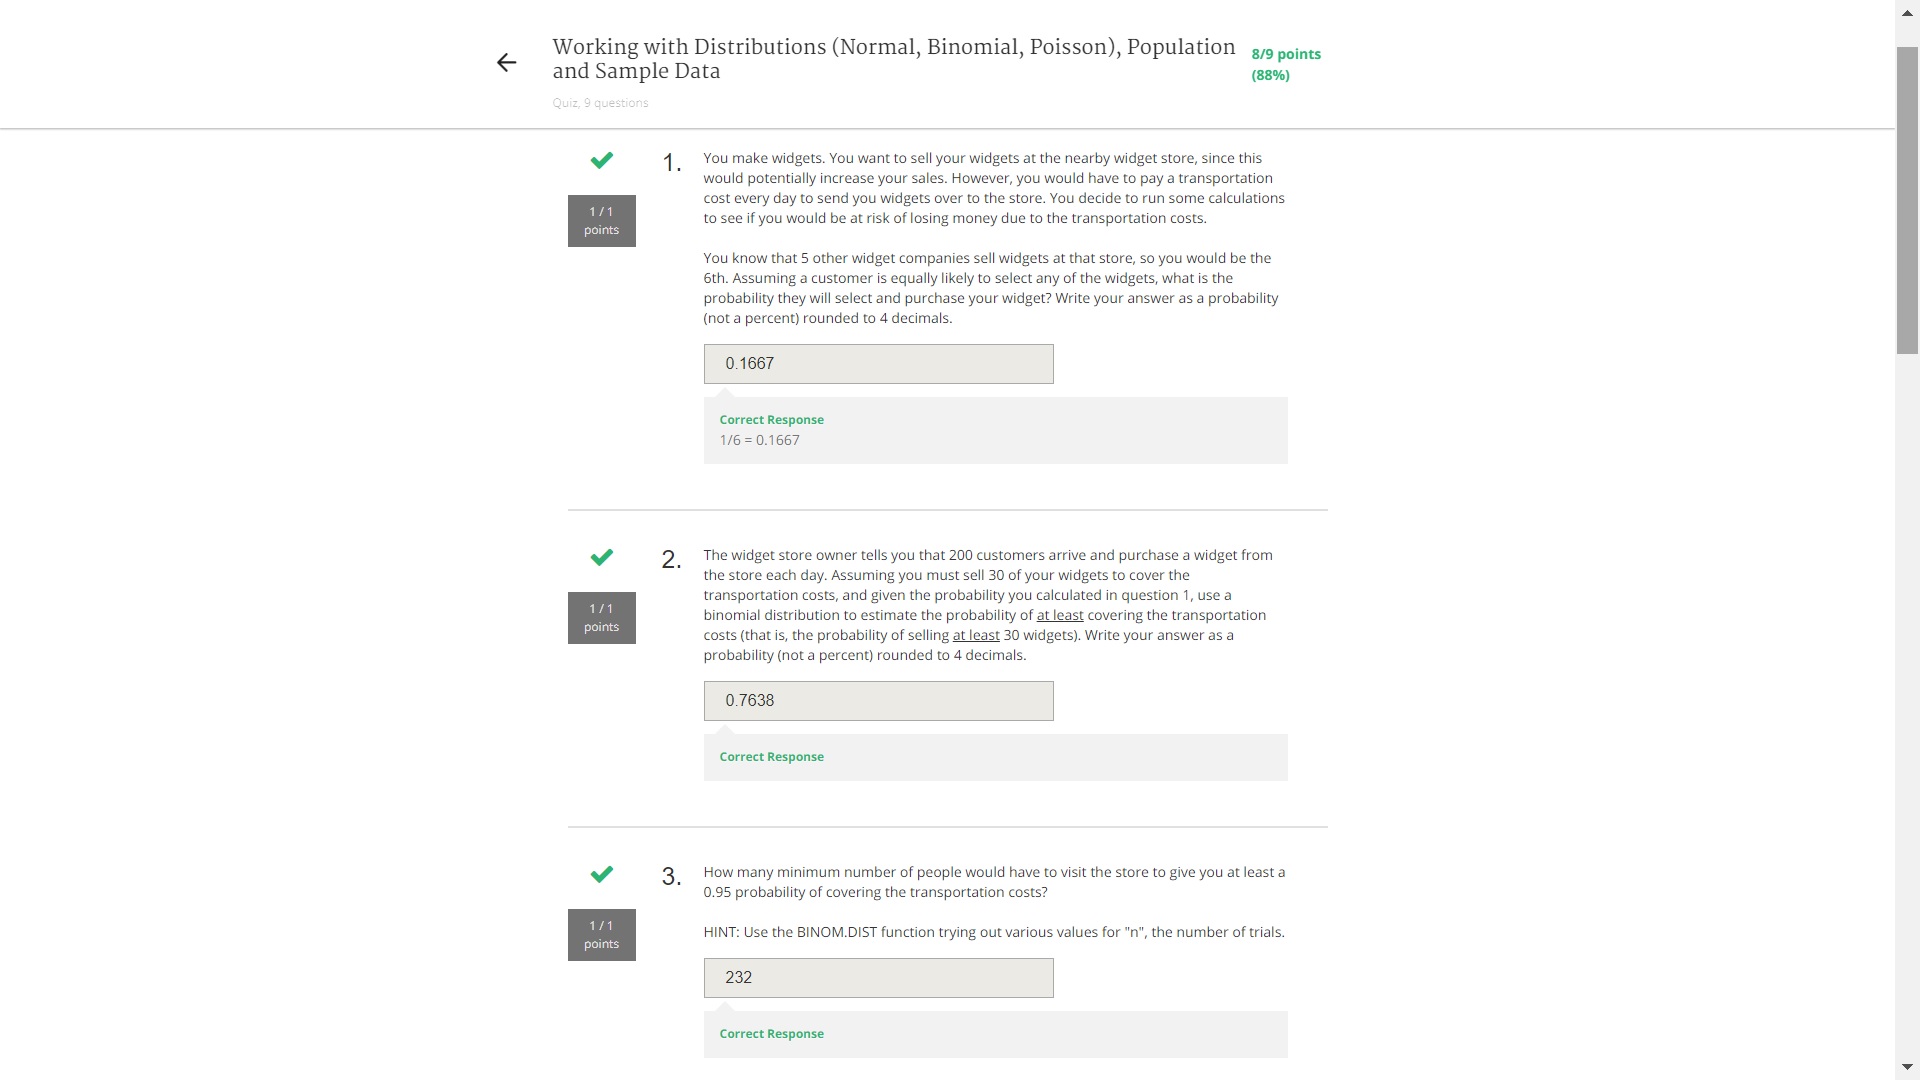 Working with Distributions (Normal, Binomial, Poisson), Population
and Sample Data
8/9 points
(88%)
Quiz, 9 questions
1 / 1
points
1.
You make widgets. You want to sell your widgets at the nearby widget store, since this
would potentially increase your sales. However, you would have to pay a transportation
cost every day to send you widgets over to the store. You decide to run some calculations
to see if you would be at risk of losing money due to the transportation costs.
You know that 5 other widget companies sell widgets at that store, so you would be the
6th. Assuming a customer is equally likely to select any of the widgets, what is the
probability they will select and purchase your widget? Write your answer as a probability
(not a percent) rounded to 4 decimals.
0.1667
Correct Response
1/6 = 0.1667
1 / 1
points
2.
The widget store owner tells you that 200 customers arrive and purchase a widget from
the store each day. Assuming you must sell 30 of your widgets to cover the
transportation costs, and given the probability you calculated in question 1, use a
binomial distribution to estimate the probability of at least covering the transportation
costs (that is, the probability of selling at least 30 widgets). Write your answer as a
probability (not a percent) rounded to 4 decimals.
0.7638
Correct Response
1 / 1
points
3.
How many minimum number of people would have to visit the store to give you at least a
0.95 probability of covering the transportation costs?
HINT: Use the BINOM.DIST function trying out various values for "n", the number of trials.
232
Correct Response